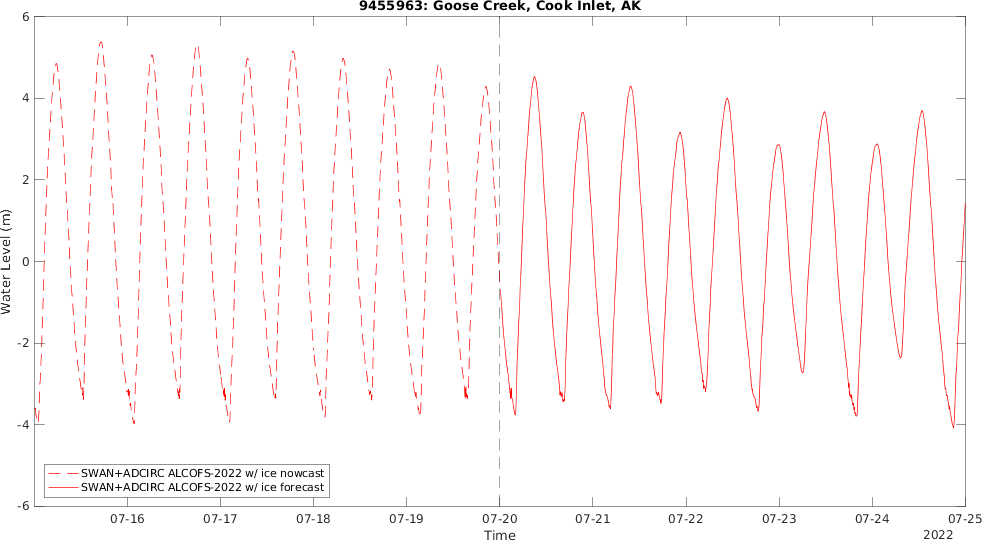 9455963: Goose Creek, Cook Inlet, AK
6
4
2
0
-2
-4
-6
Water Level (m)
SWAN+ADCIRC ALCOFS-2022 w/ ice nowcast
SWAN+ADCIRC ALCOFS-2022 w/ ice forecast
07-16 07-17 07-18 07-19 07-20 07-21 07-22 07-23 07-24 07-25
Time
2022